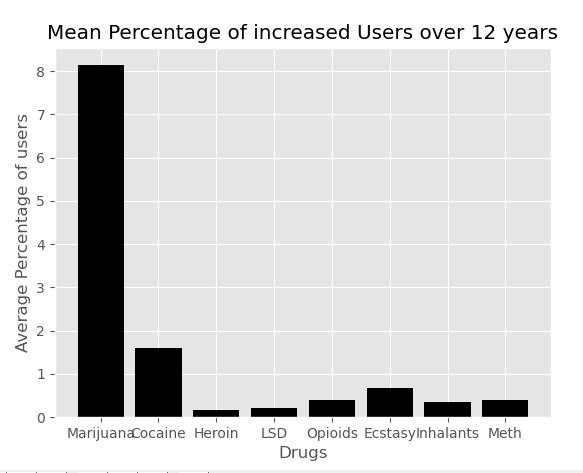 Mean Percentage of increased Users over 12 years
8
7
6
5
4
3
2
1
0
Average Percentage of users
Marijuana Cocaine Heroin LSD Opioids Ecstasy Inhalants Meth
Drugs